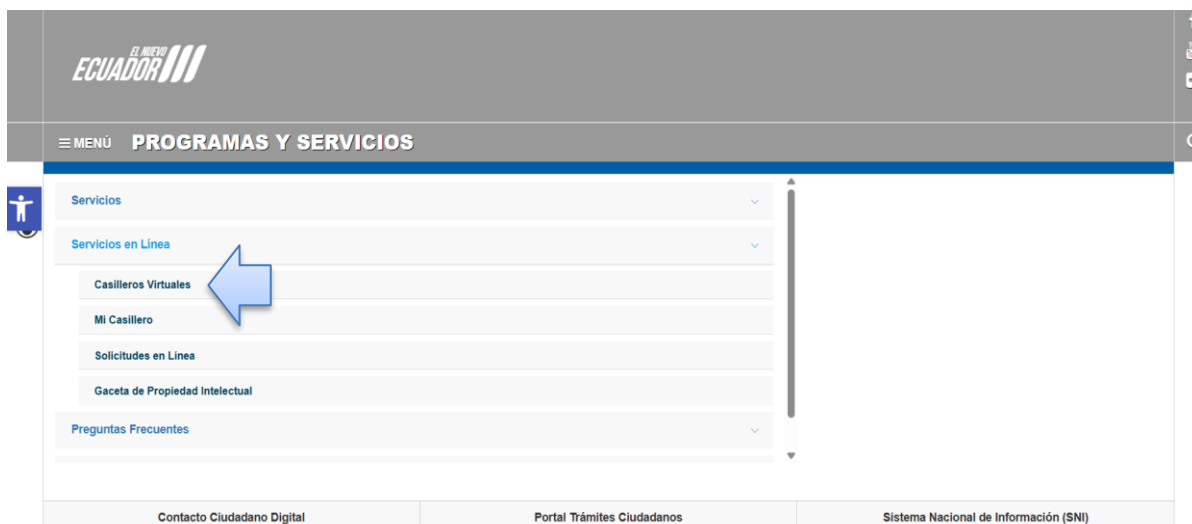 EL NUEVO
ECUADOR
MENÚ PROGRAMAS Y SERVICIOS
Servicios
Servicios en Línea
Casilleros Virtuales
Mi Casillero
Solicitudes en Línea
Gaceta de Propiedad Intelectual
Preguntas Frecuentes
Contacto Ciudadano Digital
Portal Trámites Ciudadanos
Sistema Nacional de Información (SNI)